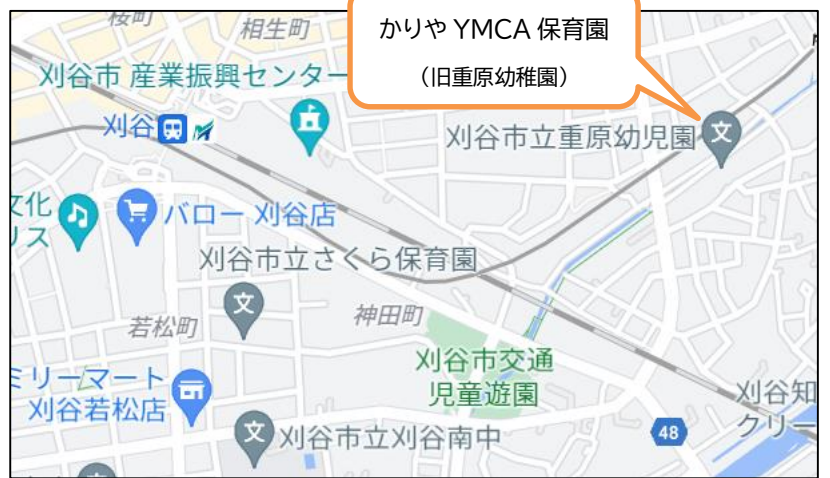 桜町
相生町
かりや YMCA 保育園
（旧重原幼稚園）
刈谷市 産業振興センター
刈谷
刈谷市立重原幼児園
文
文化
リス
バロー 刈谷店
刈谷市立さくら保育園
文
若松町
神田町
刈谷市交通
児童遊園
ミリーマート
刈谷若松店
刈谷知
クリー
48
文
刈谷市立刈谷南中
文